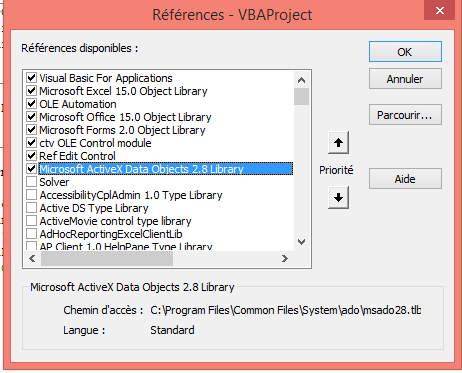 Références - VBAProject
Références disponibles :
OK
Annuler
Parcourir...
Aide
Visual Basic For Applications
Microsoft Excel 15.0 Object Library
OLE Automation
Microsoft Office 15.0 Object Library
Microsoft Forms 2.0 Object Library
ctv OLE Control module
Ref Edit Control
Microsoft ActiveX Data Objects 2.8 Library
Solver
AccessibilityCplAdmin 1.0 Type Library
Active DS Type Library
ActiveMovie control type library
AdHocReportingExcelClientLib
AP Client 1.0 HelpPane Type Library
Priorité
Microsoft ActiveX Data Objects 2.8 Library
Chemin d'accès : C:\Program Files\Common Files\System\ado\msado28.tlb
Langue : Standard